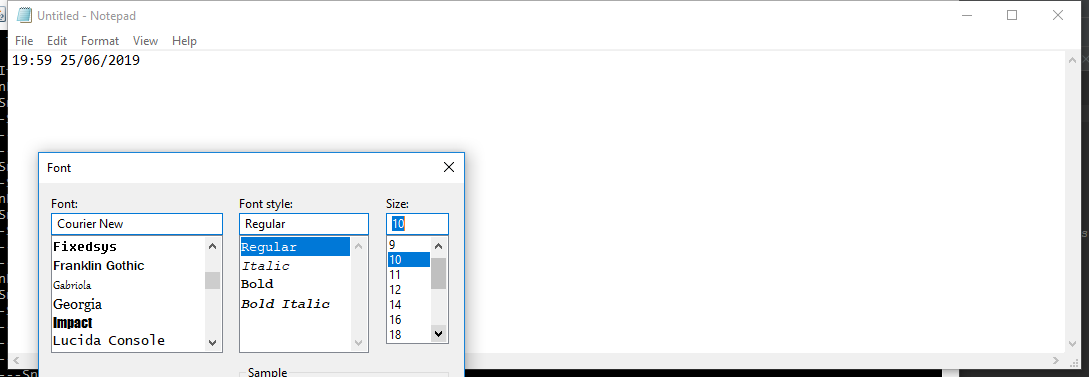 Untitled - Notepad
File Edit Format View Help
19:59 25/06/2019
Font
Font: Font style: Size:
Courier New Regular 10
Fixedsys Regular 9
Franklin Gothic Italic 10
Gabriola Bold 11
Georgia Bold Italic 12
Impact 14
Lucida Console 16
18
Sample